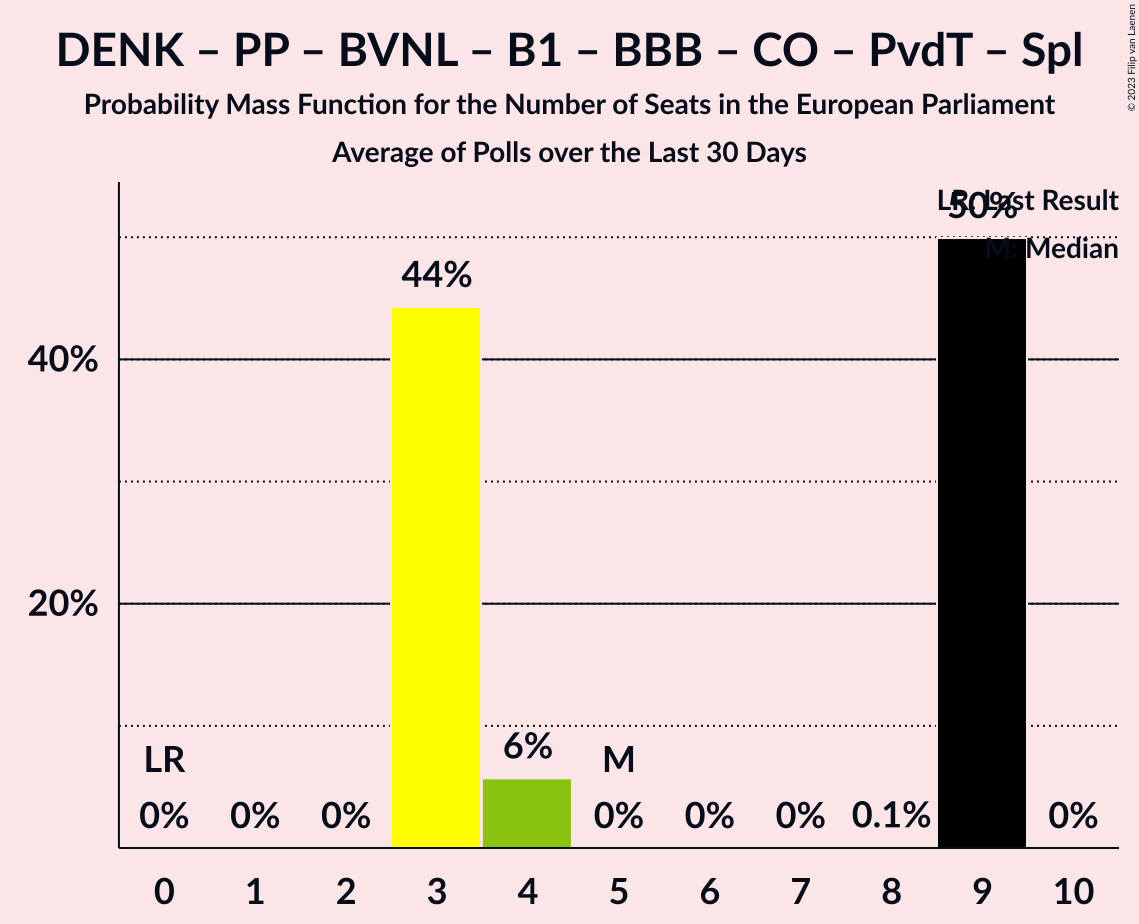 DENK – PP – BVNL – B1 – BBB – CO – PvdT – Spl
Probability Mass Function for the Number of Seats in the European Parliament
Average of Polls over the Last 30 Days
© 2023 Filip van Laenen
LR: Last Result
M: Median
50%
44%
40%
20%
LR
6%
M
0% 0% 0% 0% 0% 0% 0.1% 0%
0 1 2 3 4 5 6 7 8 9 10